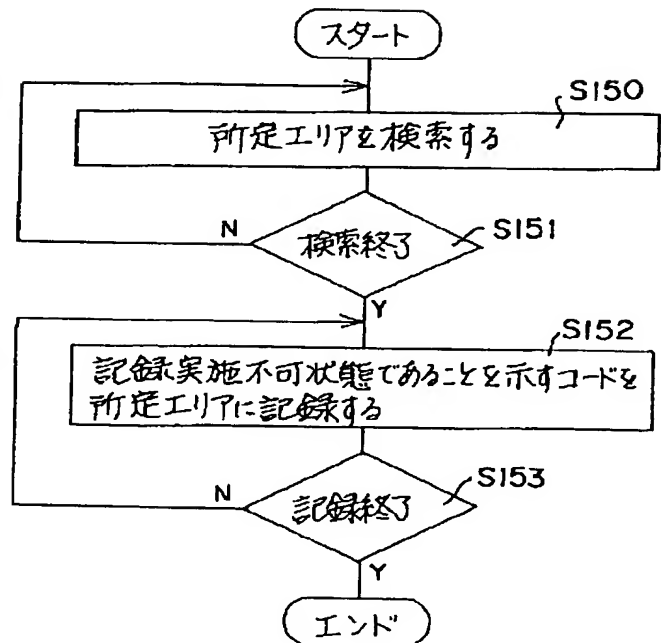 スタート
S150
所定エリアを検索する
N
検索終了
S151
Y
S152
記録実施不可状態であることを示すコードを
所定エリアに記録する
N
記録終了
S153
Y
エンド